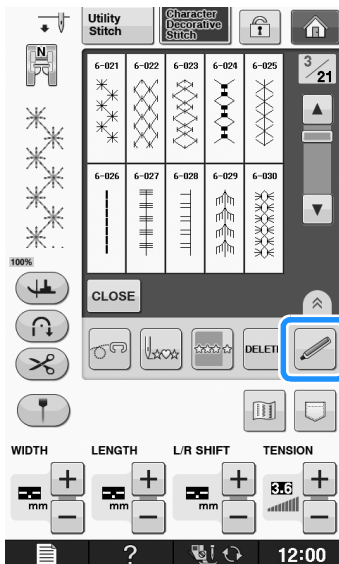 Utility
Stitch
Character
Decorative
Stitch
N
6-021 6-022 6-023 6-024 6-025
3/21
6-026 6-027 6-028 6-029 6-030
100%
CLOSE
DELETE
WIDTH LENGTH L/R SHIFT TENSION
mm mm mm 3.6
? 12:00